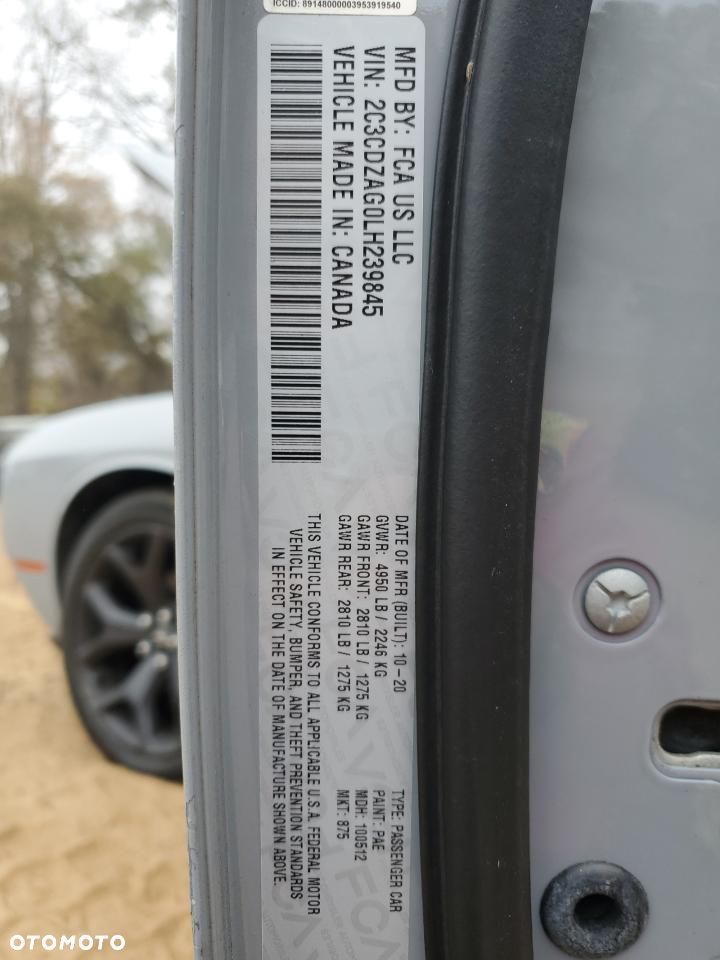 ICCID: 89148000003953919540
MFD BY: FCA US LLC
VIN: 2C3CDZAG0LH239845
VEHICLE MADE IN: CANADA
DATE OF MFR (BUILT): 10-20
GVWR: 4950 LB / 2246 KG
GAWR FRONT: 2810 LB / 1275 KG
GAWR REAR: 2810 LB / 1275 KG
TYPE: PASSENGER CAR
PAINT: PAE
MDH: 100512
MKT: 875
THIS VEHICLE CONFORMS TO ALL APPLICABLE U.S.A. FEDERAL MOTOR
VEHICLE SAFETY, BUMPER, AND THEFT PREVENTION STANDARDS
IN EFFECT ON THE DATE OF MANUFACTURE SHOWN ABOVE.
OTOMOTO